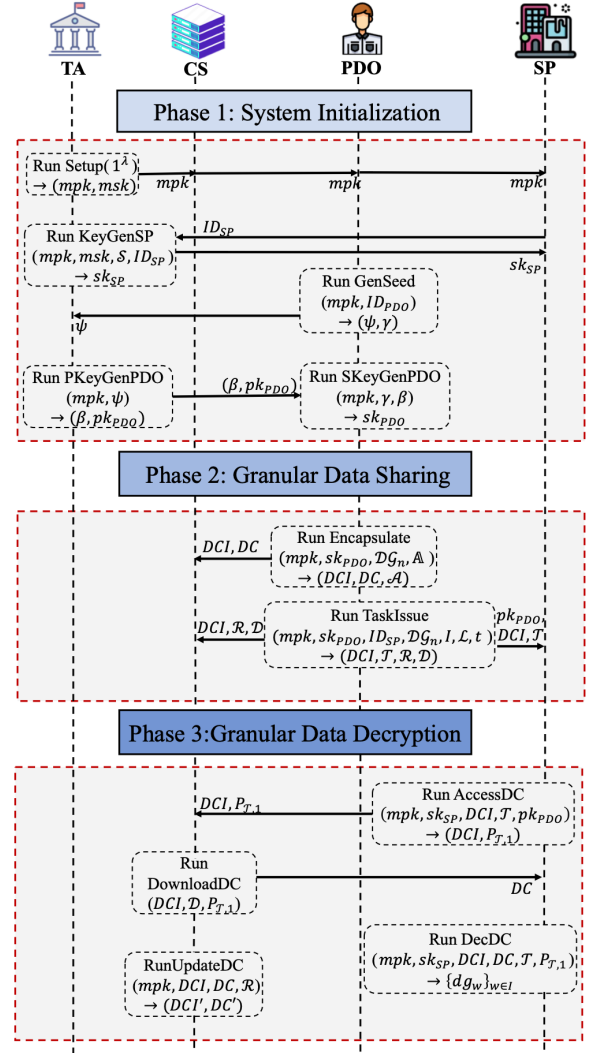 TA CS PDO SP
Phase 1: System Initialization
Run Setup(1^λ)
→ (mpk, msk)
mpk mpk mpk
Run KeyGenSP
(mpk, msk, 𝒮, ID_SP)
→ sk_SP
ID_SP
sk_SP
Run GenSeed
(mpk, ID_PDO)
→ (ψ, γ)
ψ
Run PKeyGenPDO
(mpk, ψ)
→ (β, pk_PDO)
(β, pk_PDO)
Run SKeyGenPDO
(mpk, γ, β)
→ sk_PDO
Phase 2: Granular Data Sharing
DCI, DC
Run Encapsulate
(mpk, sk_PDO, 𝒟𝒢_n, 𝔸 )
→ (DCI, DC, 𝒜)
DCI, ℛ, 𝒟
Run TaskIssue
(mpk, sk_PDO, ID_SP, 𝒟𝒢_n, I, ℒ, t )
→ (DCI, 𝒯, ℛ, 𝒟)
pk_PDO,
DCI, 𝒯
Phase 3:Granular Data Decryption
DCI, P_𝒯,1
Run AccessDC
(mpk, sk_SP, DCI, 𝒯, pk_PDO)
→ (DCI, P_𝒯,1)
Run
DownloadDC
(DCI, 𝒟, P_𝒯,1)
DC
Run DecDC
(mpk, sk_SP, DCI, DC, 𝒯, P_𝒯,1)
→ {dg_w}_w∈I
RunUpdateDC
(mpk, DCI, DC, ℛ)
→ (DCI′, DC′)